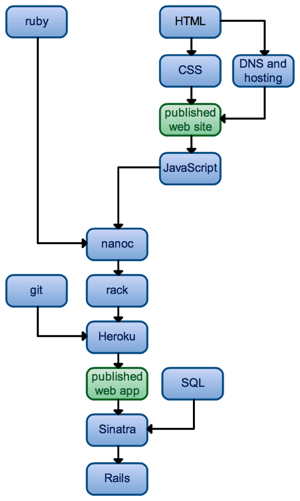 ruby
HTML
CSS
DNS and
hosting
published
web site
JavaScript
nanoc
git
rack
Heroku
published
web app
SQL
Sinatra
Rails